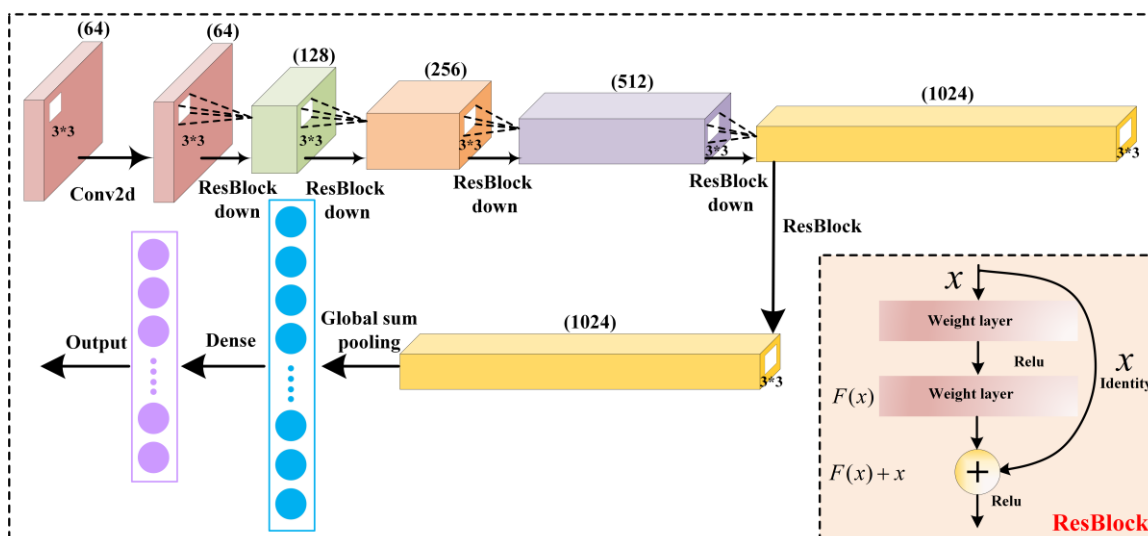 (64)
(64)
(128)
(256)
(512)
(1024)
3*3
3*3
3*3
3*3
3*3
3*3
Conv2d
ResBlock
down
ResBlock
down
ResBlock
down
ResBlock
down
ResBlock
Output
Dense
Global sum
pooling
(1024)
3*3
x
Weight layer
Relu
x
Identity
F(x)
Weight layer
F(x)+x
+
Relu
ResBlock